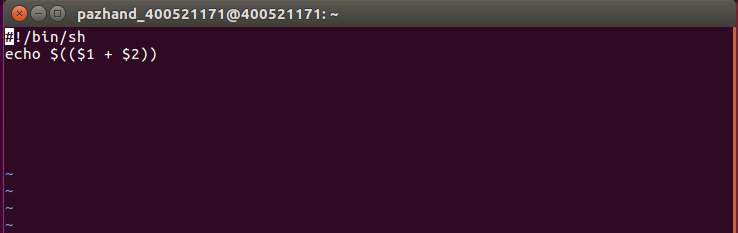 pazhand_400521171@400521171: ~
#!/bin/sh
echo $(($1 + $2))
~
~
~
~